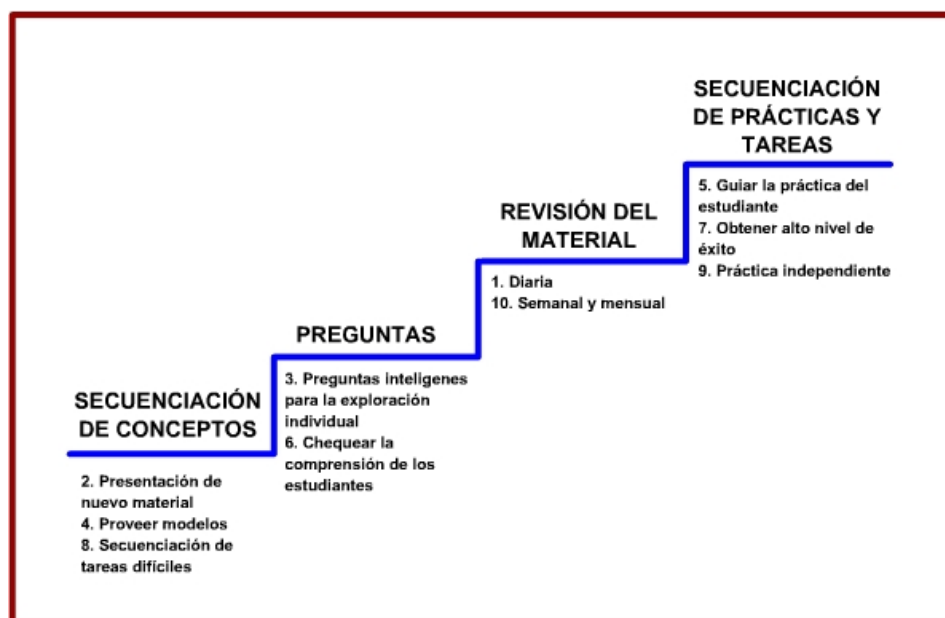 SECUENCIACIÓN
DE CONCEPTOS
2. Presentación de
nuevo material
4. Proveer modelos
8. Secuenciación de
tareas difíciles
PREGUNTAS
3. Preguntas inteligenes
para la exploración
individual
6. Chequear la
comprensión de los
estudiantes
REVISIÓN DEL
MATERIAL
1. Diaria
10. Semanal y mensual
SECUENCIACIÓN
DE PRÁCTICAS Y
TAREAS
5. Guiar la práctica del
estudiante
7. Obtener alto nivel de
éxito
9. Práctica independiente